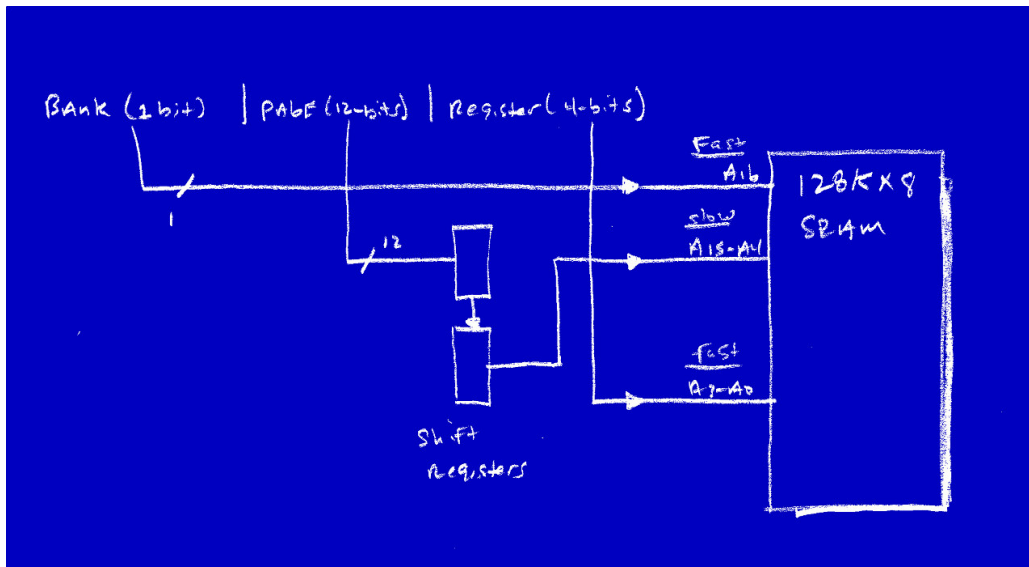 Bank (1 bit) | PAGE (12-bits) | Register (4-bits)
Fast
A16
1
128K X 8
SRAM
slow
A15-A4
12
fast
A3-A0
Shift
Registers